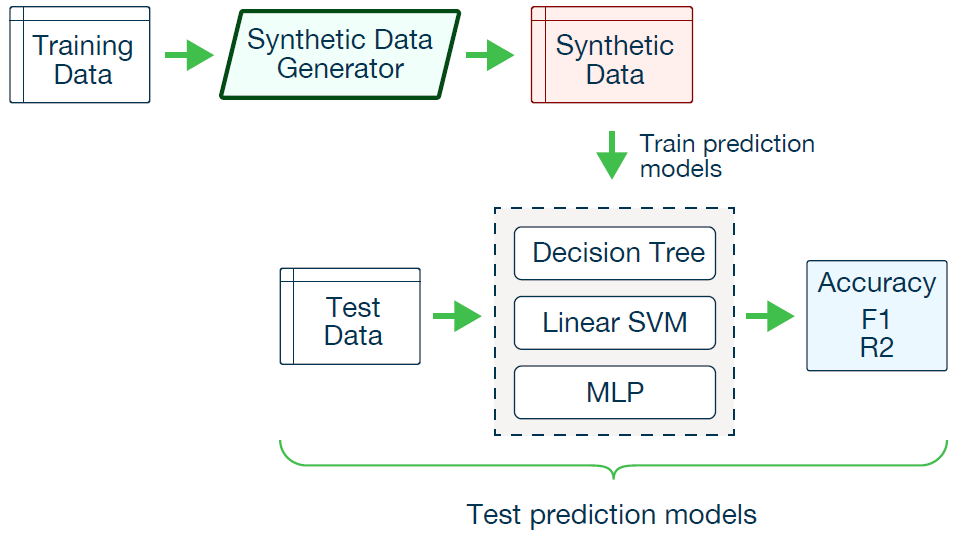 Training
Data
Synthetic Data
Generator
Synthetic
Data
Train prediction
models
Decision Tree
Linear SVM
MLP
Test
Data
Accuracy
F1
R2
Test prediction models